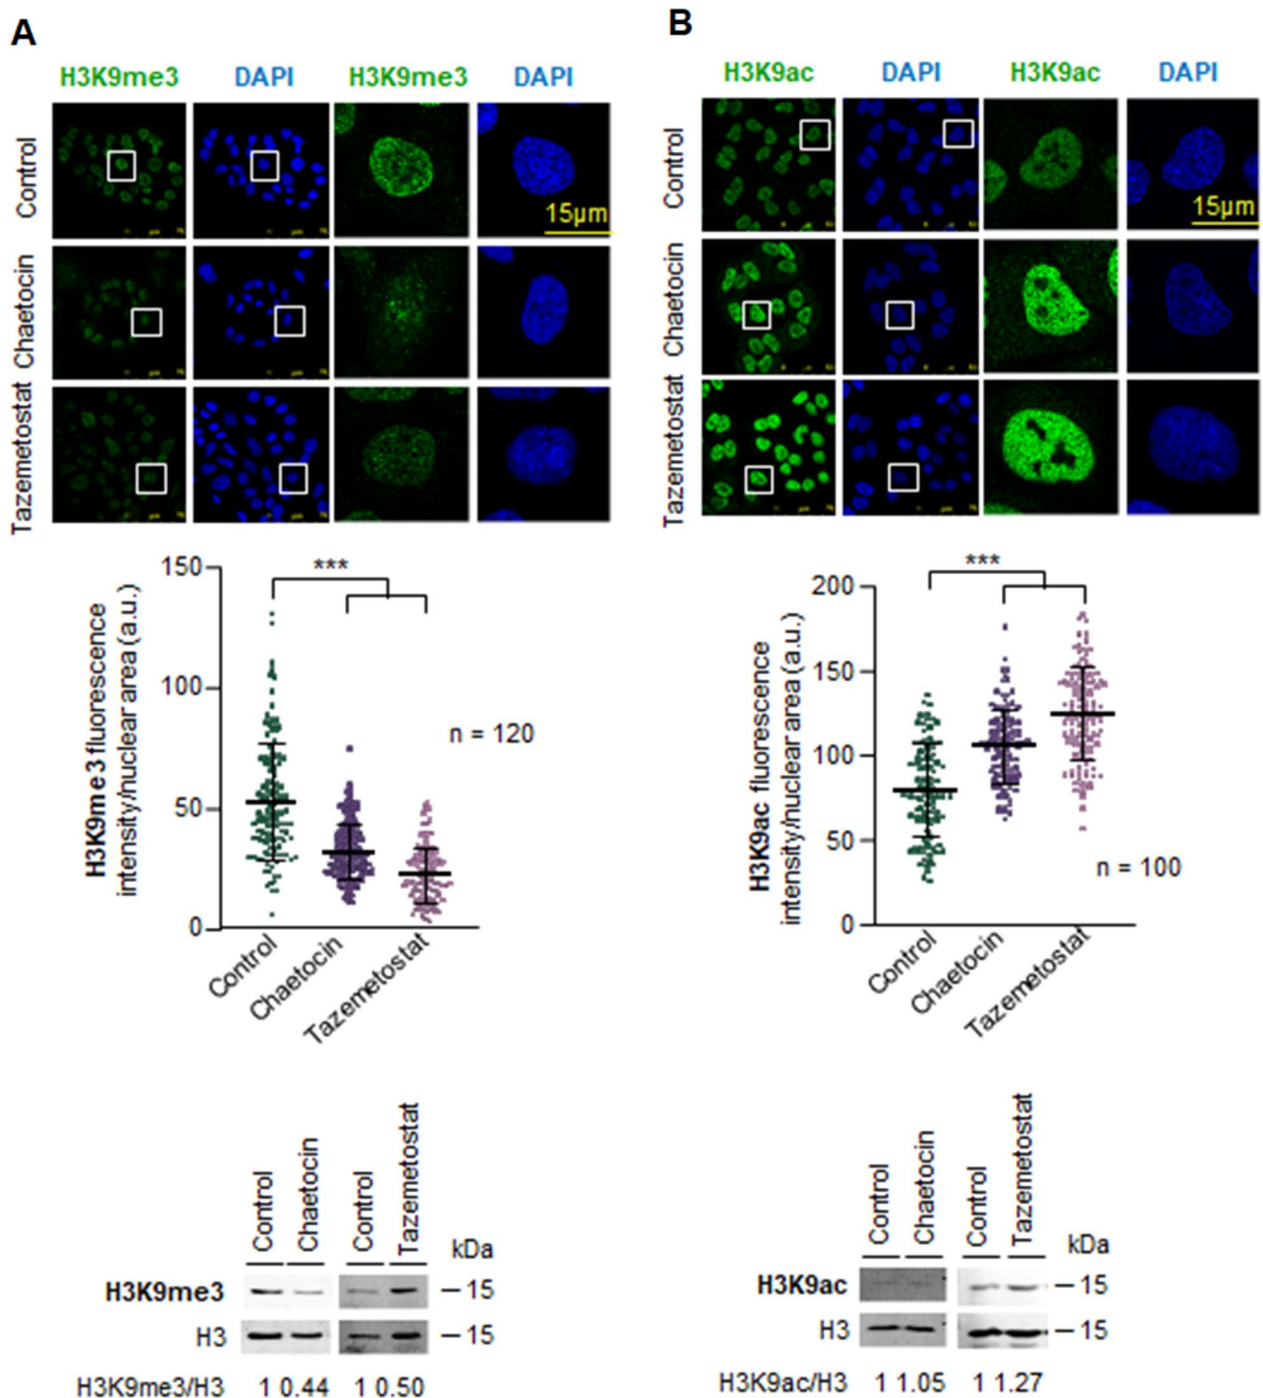 A
H3K9me3 DAPI H3K9me3 DAPI
Control
15µm
Chaetocin
Tazemetostat
150
100
50
0
H3K9me3 fluorescence
intensity/nuclear area (a.u.)
***
n = 120
Control
Chaetocin
Tazemetostat
Control
Chaetocin
Control
Tazemetostat
kDa
H3K9me3
15
H3
15
H3K9me3/H3 1 0.44 1 0.50
B
H3K9ac DAPI H3K9ac DAPI
Control
15µm
Chaetocin
Tazemetostat
200
150
100
50
0
H3K9ac fluorescence
intensity/nuclear area (a.u.)
***
n = 100
Control
Chaetocin
Tazemetostat
Control
Chaetocin
Control
Tazemetostat
kDa
H3K9ac
15
H3
15
H3K9ac/H3 1 1.05 1 1.27